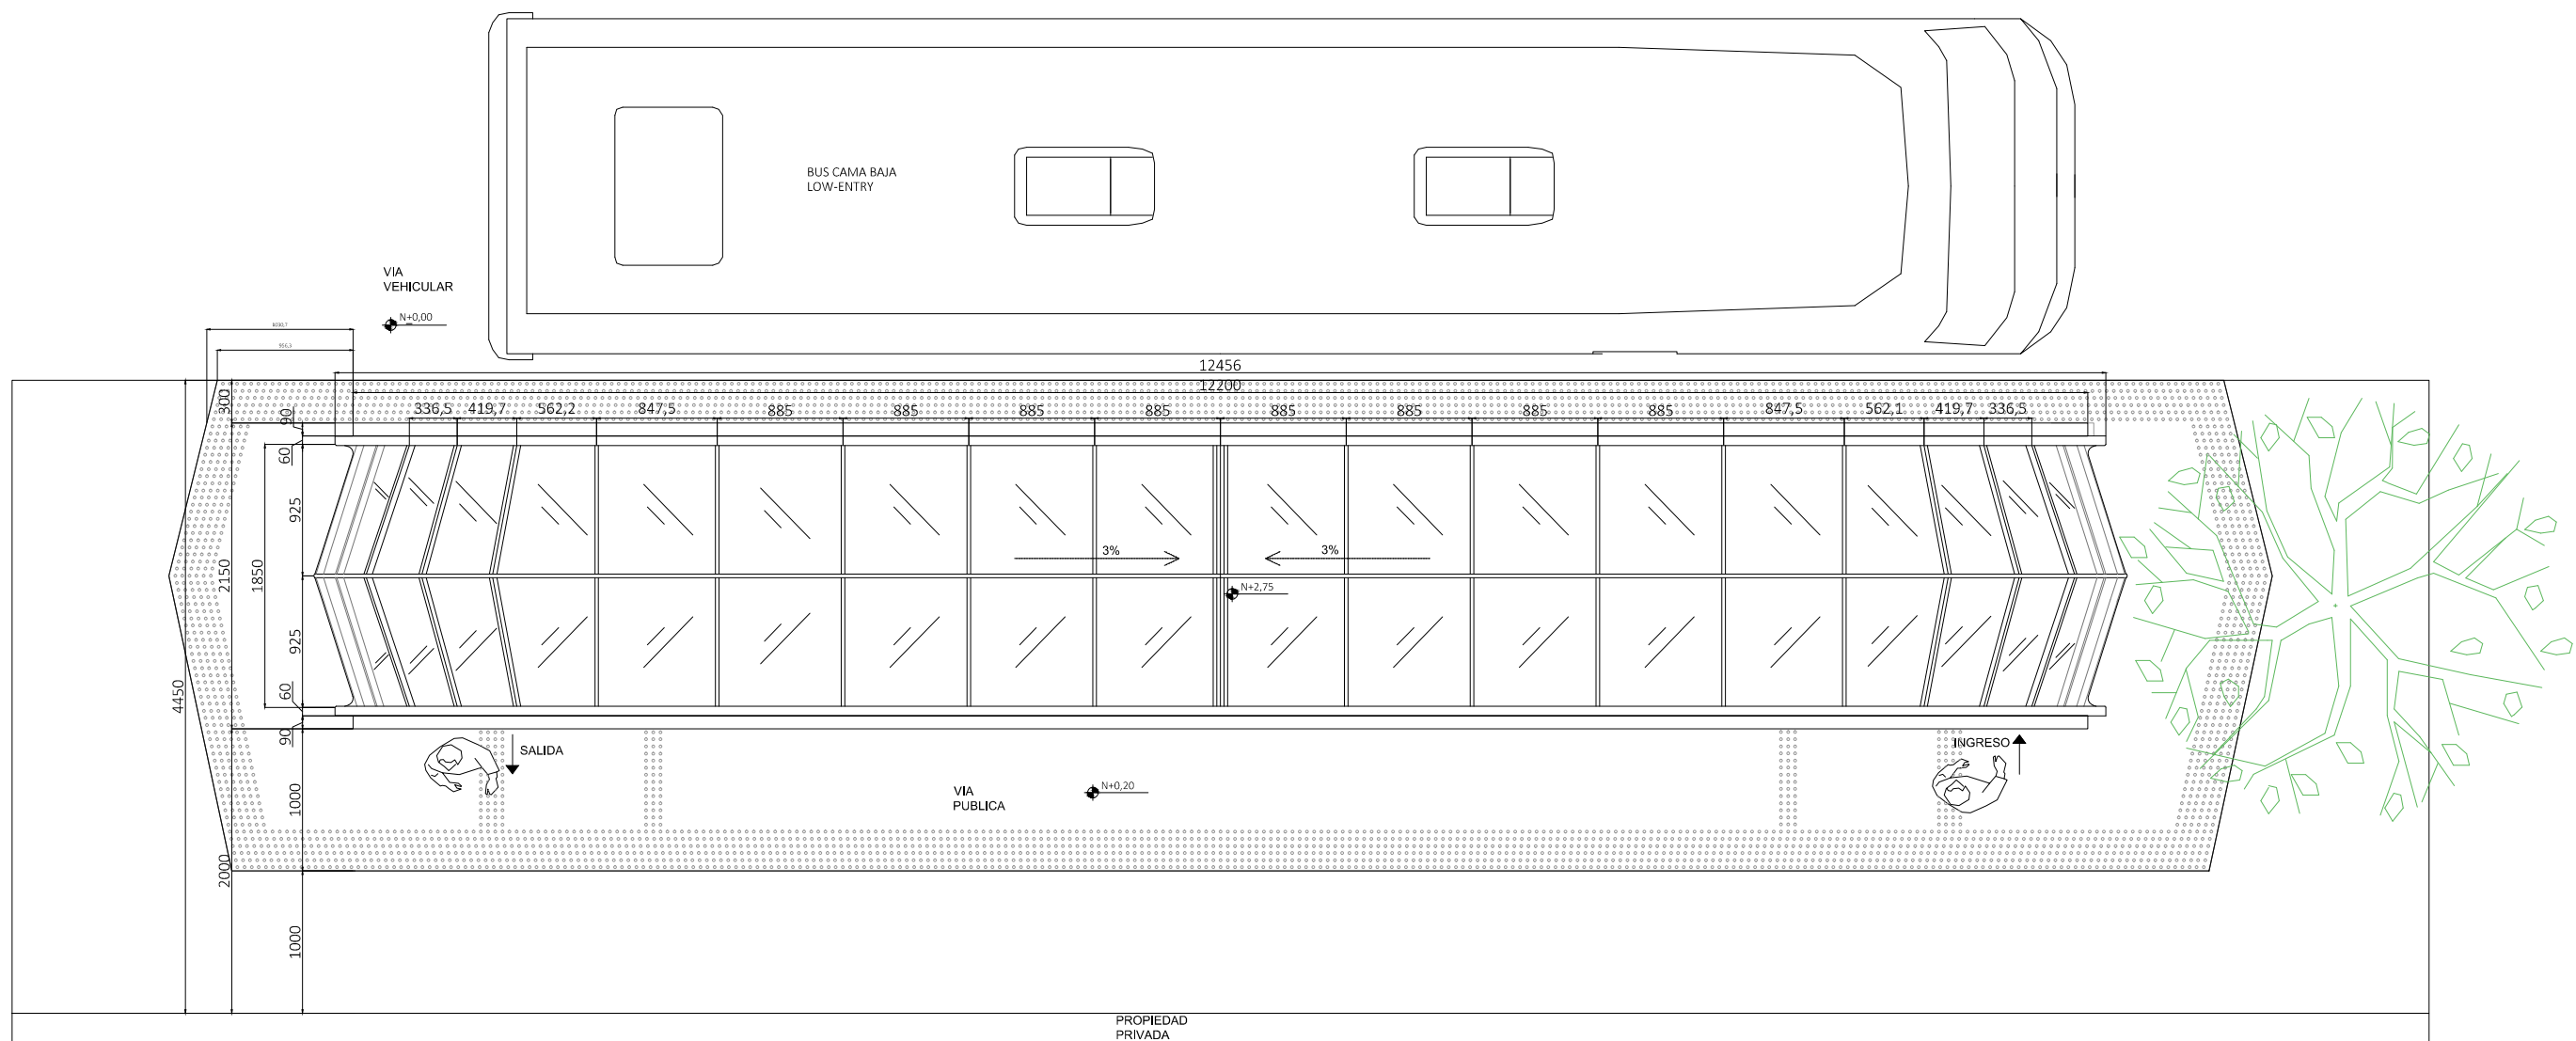 BUS CAMA BAJA
LOW-ENTRY
VIA
VEHICULAR
N+0,00
956,3
12456
12200
336,5 419,7 562,2 847,5 885 885 885 885 885 885 885 885 847,5 562,1 419,7 336,5
300
90
60
925
3% 3%
2150
1850
N+2,75
925
60
4450
90
SALIDA
INGRESO
1000
VIA
PUBLICA
N+0,20
2000
1000
PROPIEDAD
PRIVADA